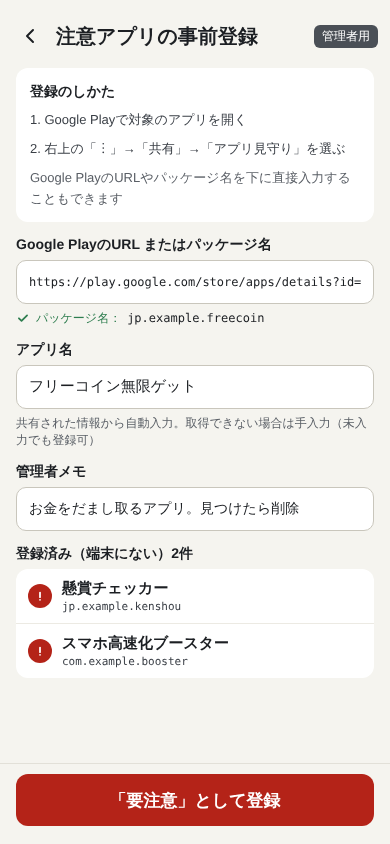 注意アプリの事前登録
管理者用
登録のしかた
1. Google Playで対象のアプリを開く
2. 右上の「︙」→「共有」→「アプリ見守り」を選ぶ
Google PlayのURLやパッケージ名を下に直接入力する
こともできます
Google PlayのURL またはパッケージ名
https://play.google.com/store/apps/details?id=
パッケージ名： jp.example.freecoin
アプリ名
フリーコイン無限ゲット
共有された情報から自動入力。取得できない場合は手入力（未入
力でも登録可）
管理者メモ
お金をだまし取るアプリ。見つけたら削除
登録済み（端末にない）2件
!
懸賞チェッカー
jp.example.kenshou
!
スマホ高速化ブースター
com.example.booster
「要注意」として登録